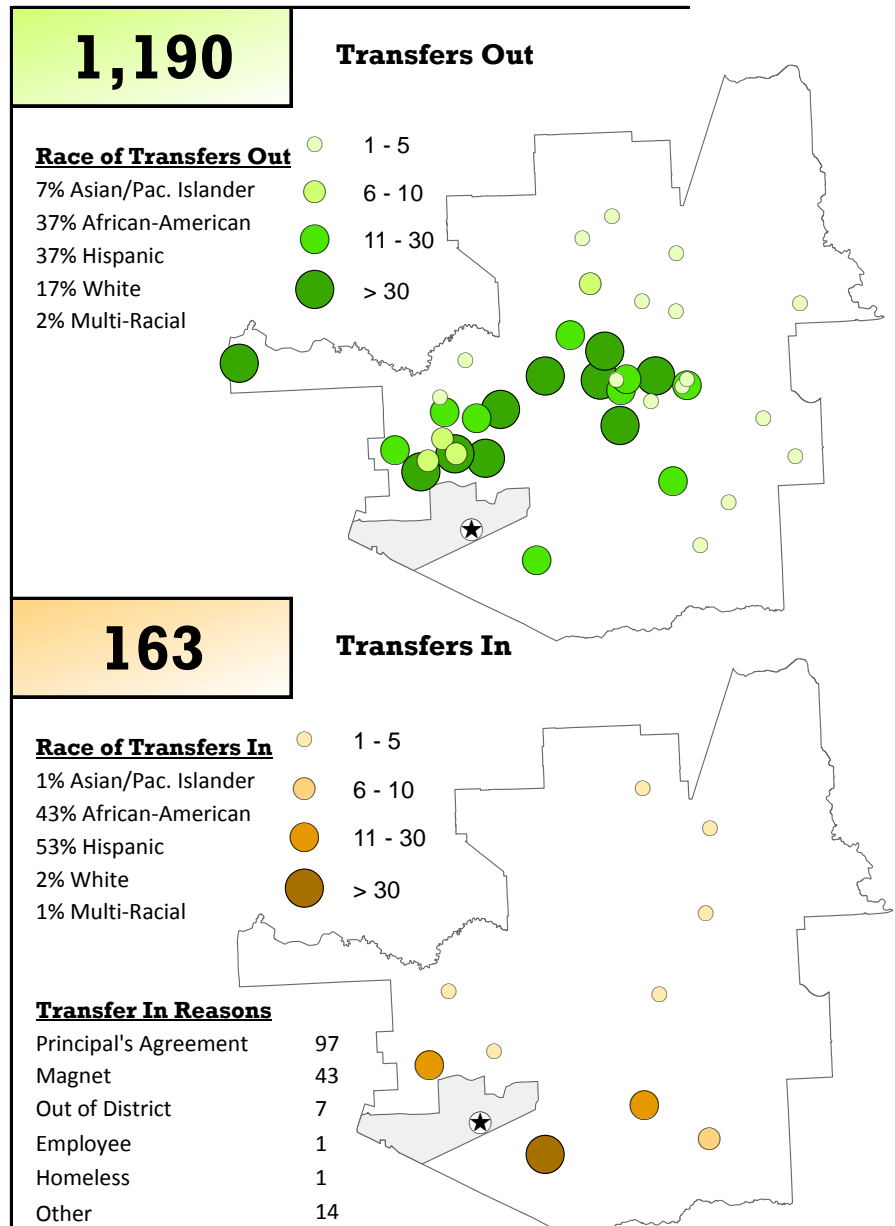 1,190
Transfers Out
Race of Transfers Out
7% Asian/Pac. Islander
37% African-American
37% Hispanic
17% White
2% Multi-Racial
1 - 5
6 - 10
11 - 30
> 30
163
Transfers In
Race of Transfers In
1% Asian/Pac. Islander
43% African-American
53% Hispanic
2% White
1% Multi-Racial
1 - 5
6 - 10
11 - 30
> 30
Transfer In Reasons
Principal's Agreement 97
Magnet 43
Out of District 7
Employee 1
Homeless 1
Other 14